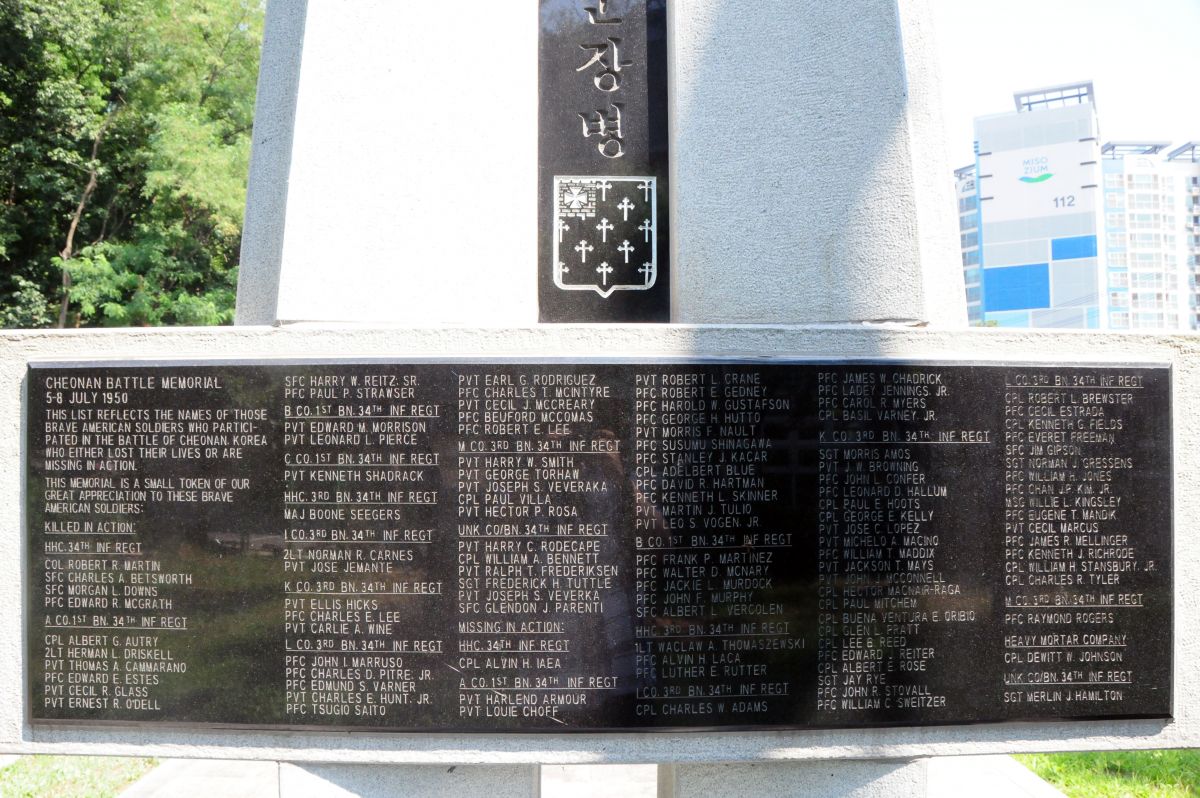 장병
MISO
ZIUM
112
CHEONAN BATTLE MEMORIAL
5-8 JULY 1950
THIS LIST REFLECTS THE NAMES OF THOSE
BRAVE AMERICAN SOLDIERS WHO PARTICI-
PATED IN THE BATTLE OF CHEONAN, KOREA
WHO EITHER LOST THEIR LIVES OR ARE
MISSING IN ACTION.
THIS MEMORIAL IS A SMALL TOKEN OF OUR
GREAT APPRECIATION TO THESE BRAVE
AMERICAN SOLDIERS:
KILLED IN ACTION:
HHC. 34TH INF REGT
COL ROBERT R. MARTIN
SFC CHARLES A. BETSWORTH
SFC MORGAN L. DOWNS
PFC EDWARD R. MCGRATH
A CO. 1ST BN. 34TH INF REGT
CPL ALBERT G. AUTRY
2LT HERMAN L. DRISKELL
PVT THOMAS A. CAMMARANO
PFC EDWARD E. ESTES
PVT CECIL R. GLASS
PVT ERNEST R. O'DELL
SFC HARRY W. REITZ, SR.
PFC PAUL P. STRAWSER
B CO. 1ST BN. 34TH INF REGT
PVT EDWARD M. MORRISON
PVT LEONARD L. PIERCE
C CO. 1ST BN. 34TH INF REGT
PVT KENNETH SHADRACK
HHC. 3RD BN. 34TH INF REGT
MAJ BOONE SEEGERS
I CO. 3RD BN. 34TH INF REGT
2LT NORMAN R. CARNES
PVT JOSE JEMANTE
K CO. 3RD BN. 34TH INF REGT
PVT ELLIS HICKS
PFC CHARLES E. LEE
PVT CARLIE A. WINE
L CO. 3RD BN. 34TH INF REGT
PFC JOHN I. MARRUSO
PFC CHARLES D. PITRE, JR.
PFC EDMUND S. VARNER
PVT CHARLES E. HUNT, JR.
PFC TSUGIO SAITO
PVT EARL G. RODRIGUEZ
PFC CHARLES T. MCINTYRE
PVT CECIL J. MCCREARY
PFC BEUFORD MCCOMAS
PFC ROBERT E. LEE
M CO. 3RD BN. 34TH INF REGT
PVT HARRY W. SMITH
PVT GEORGE TORHAW
PVT JOSEPH S. VEVERAKA
CPL PAUL VILLA
PVT HECTOR P. ROSA
UNK CO/BN. 34TH INF REGT
PVT HARRY C. RODECAPE
CPL WILLIAM A. BENNETT
PVT RALPH T. FREDERIKSEN
SGT FREDERICK H. TUTTLE
PVT JOSEPH S. VEVERKA
SFC GLENDON J. PARENTI
MISSING IN ACTION:
HHC. 34TH INF REGT
CPL ALVIN H. IAEA
A CO. 1ST BN. 34TH INF REGT
PVT HARLEND ARMOUR
PVT LOUIE CHOFF
PVT ROBERT L. CRANE
PFC ROBERT E. GEDNEY
PFC HAROLD W. GUSTAFSON
PFC GEORGE H. HUTTO
PVT MORRIS F. NAULT
PFC SUSUMU SHINAGAWA
PFC STANLEY J. KACAR
CPL ADELBERT BLUE
PFC DAVID R. HARTMAN
PFC KENNETH L. SKINNER
PVT MARTIN J. TULIO
PVT LEO S. VOGEN, JR.
B CO. 1ST BN. 34TH INF REGT
PFC FRANK P. MARTINEZ
PFC WALTER D. MCNARY
PFC JACKIE L. MURDOCK
PFC JOHN F. MURPHY
SFC ALBERT L. VERCOLEN
HHC. 3RD BN. 34TH INF REGT
1LT WACLAW A. THOMASZEWSKI
PFC ALVIN H. LACA
PFC LUTHER E. RUTTER
I CO. 3RD BN. 34TH INF REGT
CPL CHARLES W. ADAMS
PFC JAMES W. CHADRICK
PFC LADEY JENNINGS, JR.
PFC CAROL R. MYERS
CPL BASIL VARNEY, JR.
K CO. 3RD BN. 34TH INF REGT
SGT MORRIS AMOS
PVT J. W. BROWNING
PFC JOHN L. CONFER
PFC LEONARD D. HALLUM
CPL PAUL E. HOOTS
CPL GEORGE E. KELLY
PVT JOSE C. LOPEZ
PVT MICHELO A. MACINO
PFC WILLIAM T. MADDIX
PVT JACKSON T. MAYS
PVT JOHN J. MCCONNELL
CPL HECTOR MACNAIR-RAGA
CPL PAUL MITCHEM
CPL BUENA VENTURA E. ORIBIO
CPL GLEN L. PRATT
CPL LEE B. REED
PFC EDWARD J. REITER
CPL ALBERT E. ROSE
SGT JAY RYE
PFC JOHN R. STOVALL
PFC WILLIAM C. SWEITZER
L CO. 3RD BN. 34TH INF REGT
CPL ROBERT L. BREWSTER
PFC CECIL ESTRADA
CPL KENNETH G. FIELDS
PFC EVERET FREEMAN
SFC JIM GIPSON
SGT NORMAN J. GRESSENS
PFC WILLIAM H. JONES
PFC CHAN J.P. KIM, JR.
MSG WILLIE L. KINGSLEY
PFC EUGENE T. MANDIK
PVT CECIL MARCUS
PFC JAMES R. MELLINGER
PFC KENNETH J. RICHRODE
CPL WILLIAM H. STANSBURY, JR.
CPL CHARLES R. TYLER
M CO. 3RD BN. 34TH INF REGT
PFC RAYMOND ROGERS
HEAVY MORTAR COMPANY
CPL DEWITT W. JOHNSON
UNK CO/BN. 34TH INF REGT
SGT MERLIN J. HAMILTON